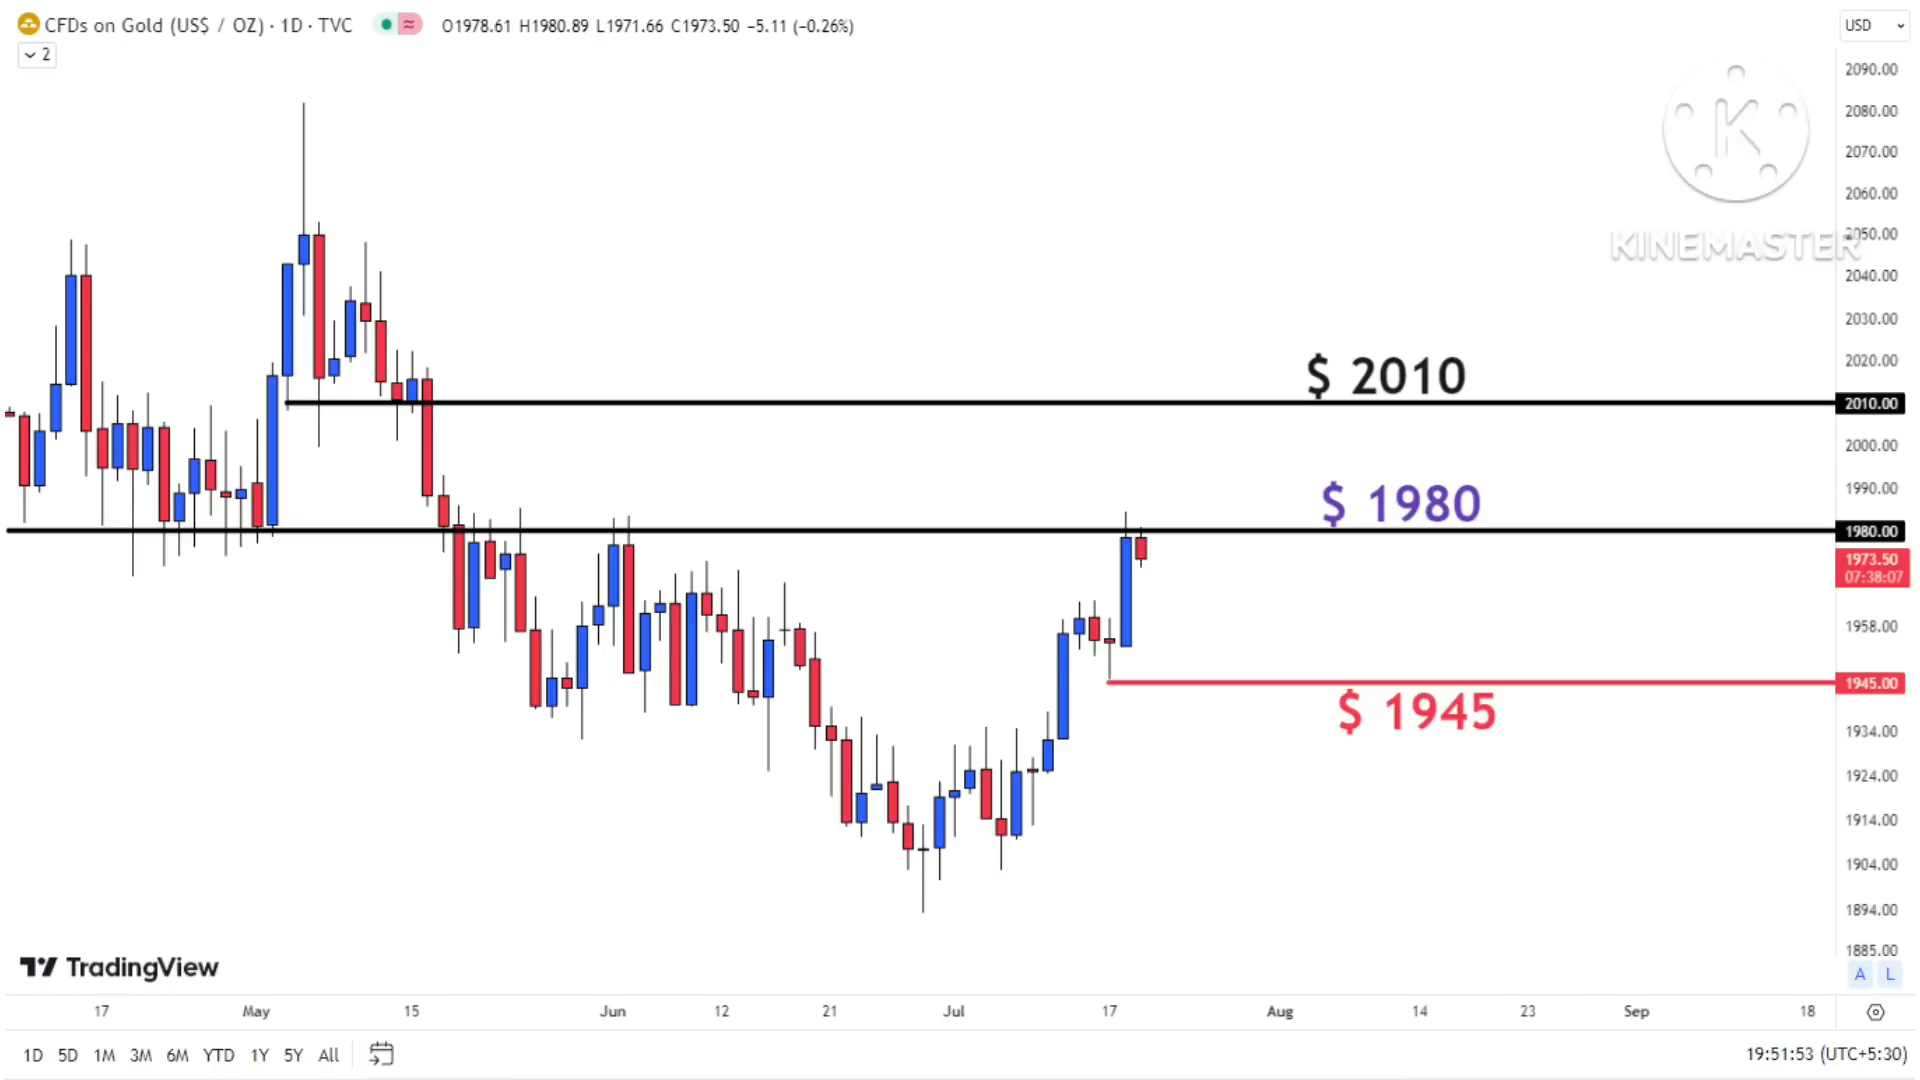 CFDs on Gold (US$ / OZ) · 1D · TVC
O1978.61 H1980.89 L1971.66 C1973.50 −5.11 (−0.26%)
USD
2
K
KINEMASTER
2090.00
2080.00
2070.00
2060.00
2050.00
2040.00
2030.00
2020.00
$ 2010
2010.00
2000.00
1990.00
$ 1980
1980.00
1973.50
07:38:07
1958.00
1945.00
$ 1945
1934.00
1924.00
1914.00
1904.00
1894.00
1885.00
TradingView
A L
17 May 15 Jun 12 21 Jul 17 Aug 14 23 Sep 18
1D 5D 1M 3M 6M YTD 1Y 5Y All
19:51:53 (UTC+5:30)